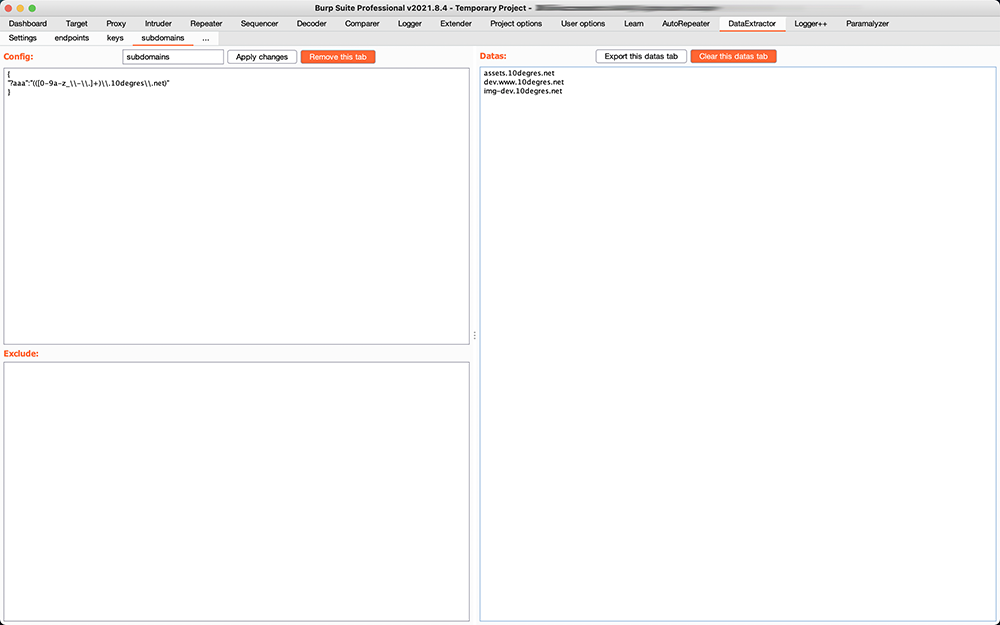 Burp Suite Professional v2021.8.4 - Temporary Project -
Dashboard Target Proxy Intruder Repeater Sequencer Decoder Comparer Logger Extender Project options User options Learn AutoRepeater DataExtractor Logger++ Paramalyzer
Settings endpoints keys subdomains ...
Config: subdomains Apply changes Remove this tab
{
"?aaa":"(([0-9a-z_\\-\\.]+)\\.10degres\\.net)"
}
Exclude:
Datas: Export this datas tab Clear this datas tab
assets.10degres.net
dev.www.10degres.net
img-dev.10degres.net